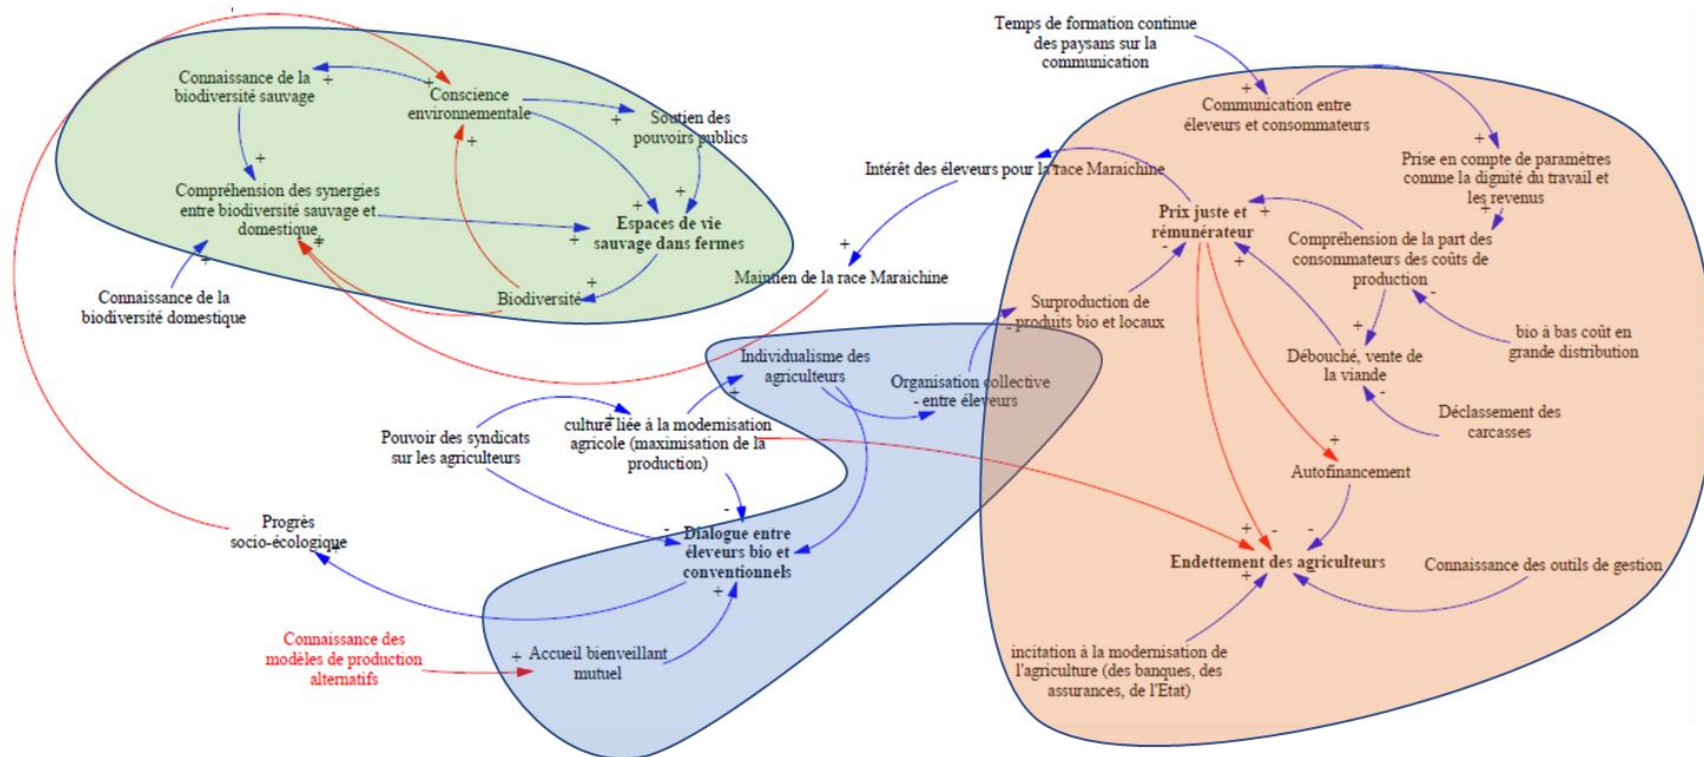 Connaissance de la
biodiversité sauvage
+
+
Conscience
environnementale
+
Soutien des
pouvoirs publics
+
+
Compréhension des synergies
entre biodiversité sauvage et
domestique
+
+
+
+
+
Espaces de vie
sauvage dans fermes
+
Biodiversité
Connaissance de la
biodiversité domestique
Temps de formation continue
des paysans sur la
communication
+
Communication entre
éleveurs et consommateurs
+
Prise en compte de paramètres
comme la dignité du travail et
les revenus
+
Intérêt des éleveurs pour la race Maraichine
+
+
Maintien de la race Maraichine
Prix juste et
rémunérateur
+
-
+
Compréhension de la part des
consommateurs des coûts de
production
-
Surproduction de
- produits bio et locaux
+
bio à bas coût en
grande distribution
Débouché, vente de
la viande
-
Déclassement des
carcasses
Individualisme des
agriculteurs
+
Organisation collective
- entre éleveurs
Pouvoir des syndicats
sur les agriculteurs
+
culture liée à la modernisation
agricole (maximisation de la
production)
+
Autofinancement
-
-
Dialogue entre
éleveurs bio et
conventionnels
+
Progrès
socio-écologique
+
+
-
-
Endettement des agriculteurs
+
Connaissance des outils de gestion
Connaissance des
modèles de production
alternatifs
+
Accueil bienveillant
mutuel
incitation à la modernisation de
l'agriculture (des banques, des
assurances, de l'Etat)